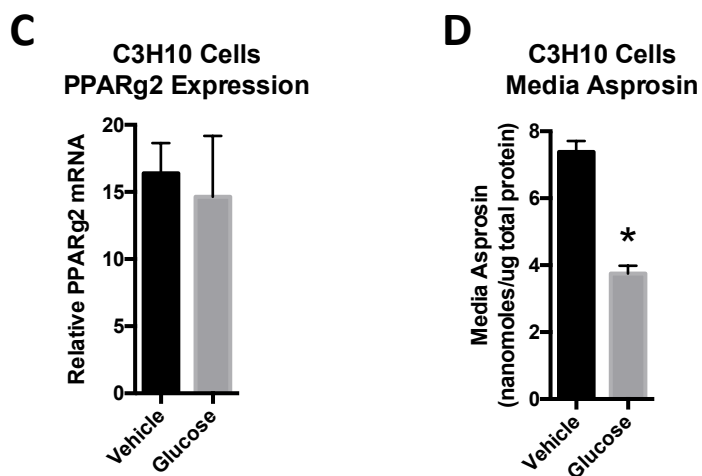 C
C3H10 Cells
PPARg2 Expression
Relative PPARg2 mRNA
20
15
10
5
0
Vehicle
Glucose
D
C3H10 Cells
Media Asprosin
Media Asprosin
(nanomoles/ug total protein)
8
6
4
2
0
*
Vehicle
Glucose